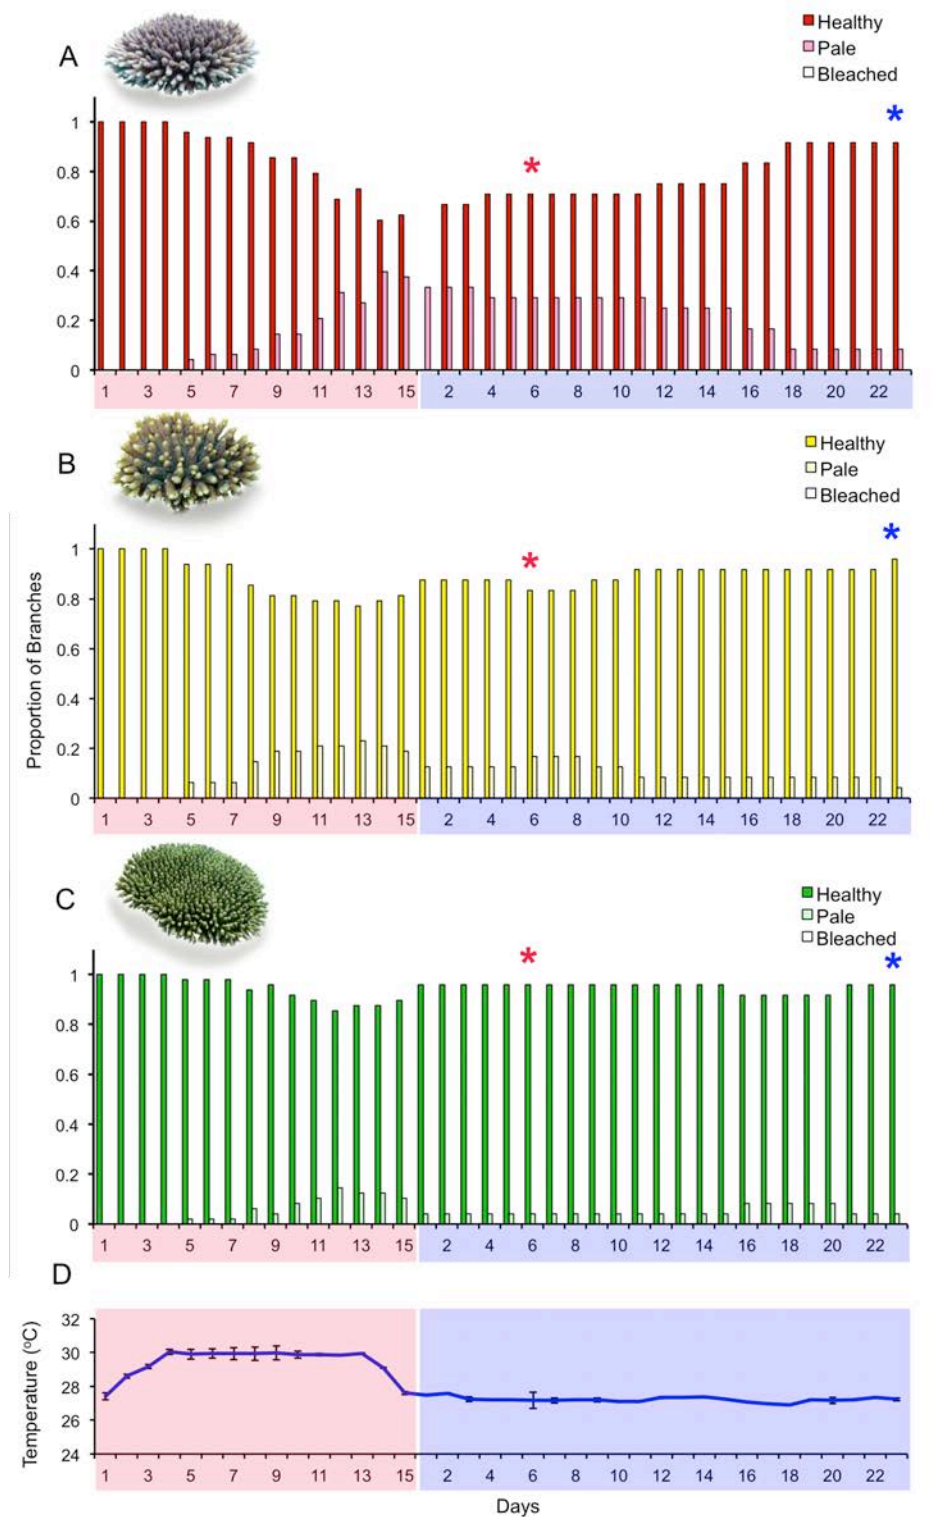 A
Healthy
Pale
Bleached
*
*
1
0.8
0.6
0.4
0.2
0
1 3 5 7 9 11 13 15 2 4 6 8 10 12 14 16 18 20 22
B
Healthy
Pale
Bleached
*
*
Proportion of Branches
1
0.8
0.6
0.4
0.2
0
1 3 5 7 9 11 13 15 2 4 6 8 10 12 14 16 18 20 22
C
Healthy
Pale
Bleached
*
*
1
0.8
0.6
0.4
0.2
0
1 3 5 7 9 11 13 15 2 4 6 8 10 12 14 16 18 20 22
D
Temperature (ºC)
32
30
28
26
24
1 3 5 7 9 11 13 15 2 4 6 8 10 12 14 16 18 20 22
Days